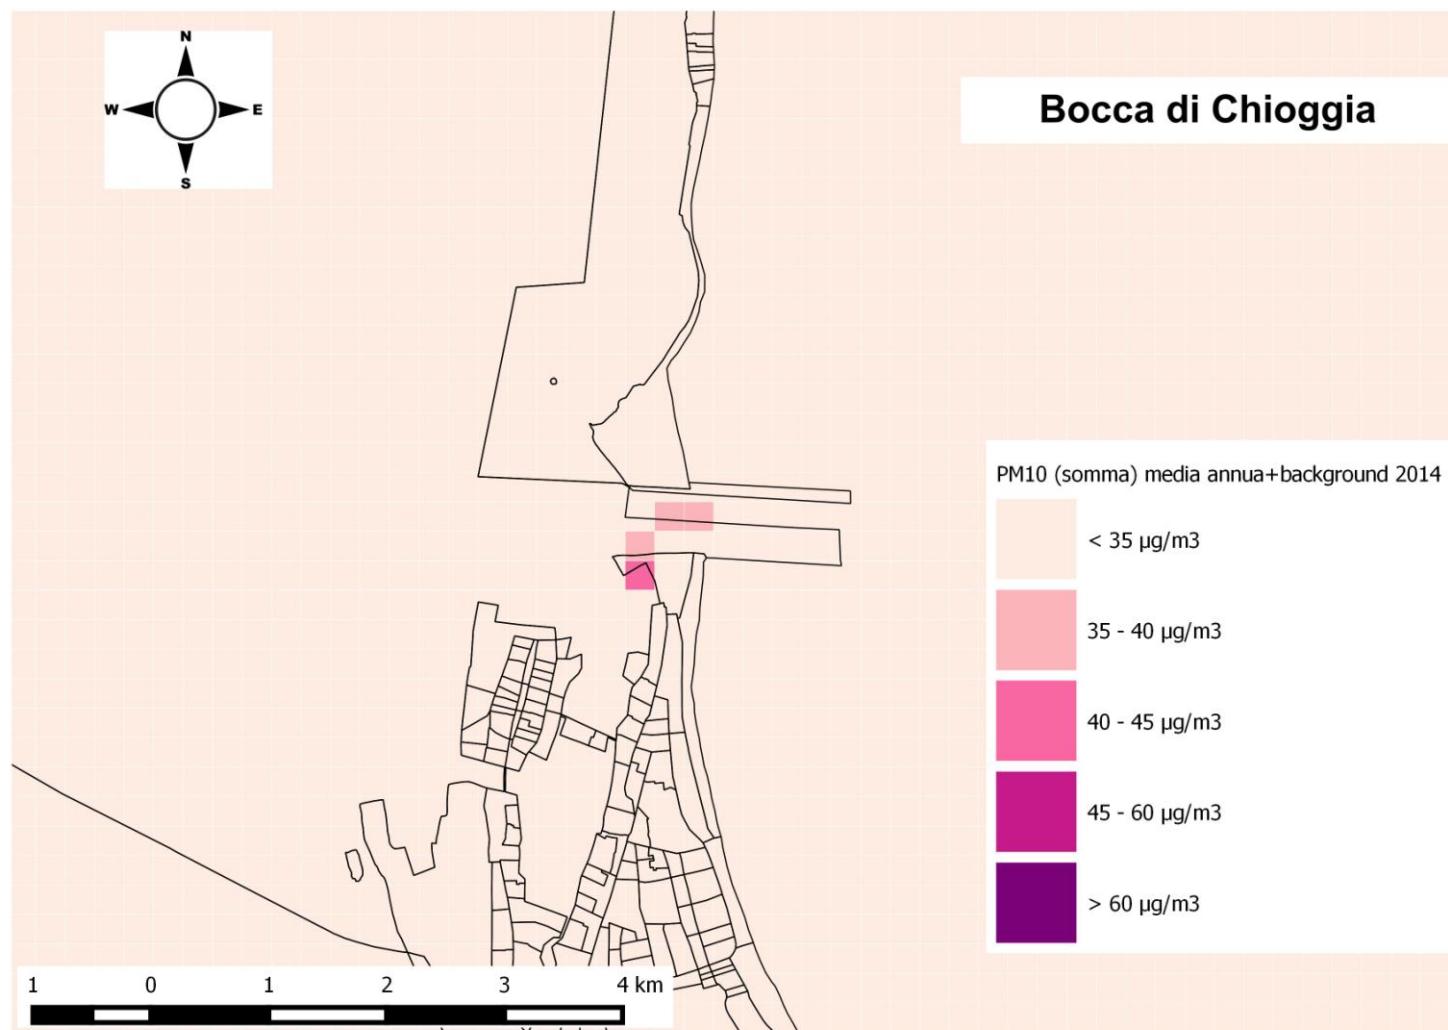 N
W E
S
Bocca di Chioggia
PM10 (somma) media annua+background 2014
< 35 µg/m3
35 - 40 µg/m3
40 - 45 µg/m3
45 - 60 µg/m3
> 60 µg/m3
1 0 1 2 3 4 km